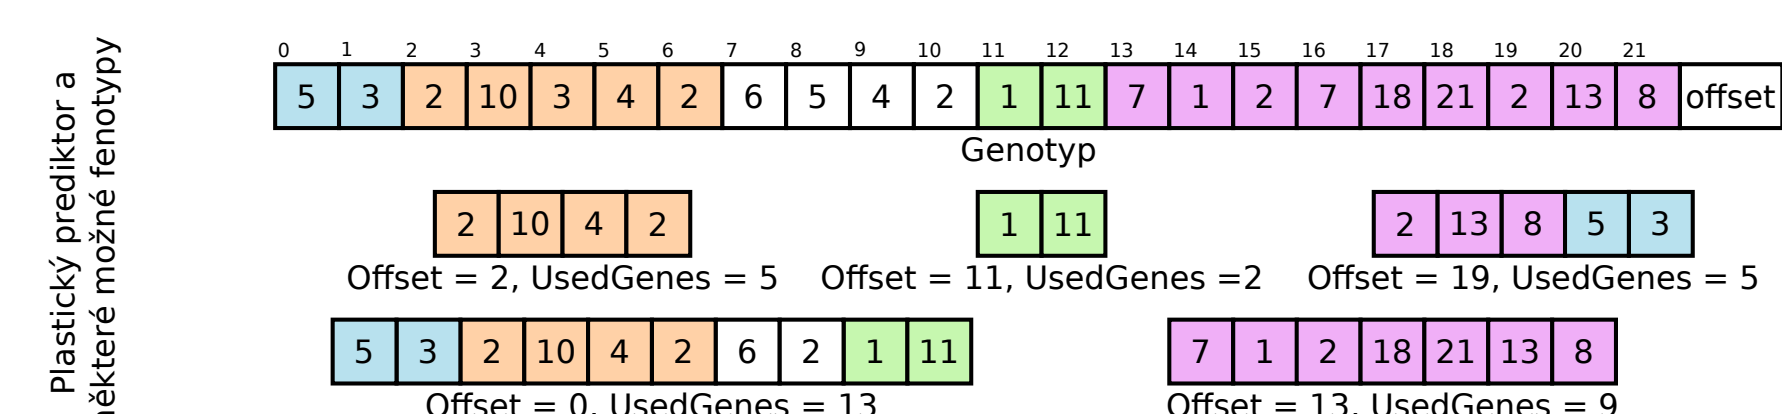 Plastický prediktor a
některé možné fenotypy
0 1 2 3 4 5 6 7 8 9 10 11 12 13 14 15 16 17 18 19 20 21
5 3 2 10 3 4 2 6 5 4 2 1 11 7 1 2 7 18 21 2 13 8 offset
Genotyp
2 10 4 2
Offset = 2, UsedGenes = 5
1 11
Offset = 11, UsedGenes =2
2 13 8 5 3
Offset = 19, UsedGenes = 5
5 3 2 10 4 2 6 2 1 11
Offset = 0, UsedGenes = 13
7 1 2 18 21 13 8
Offset = 13, UsedGenes = 9